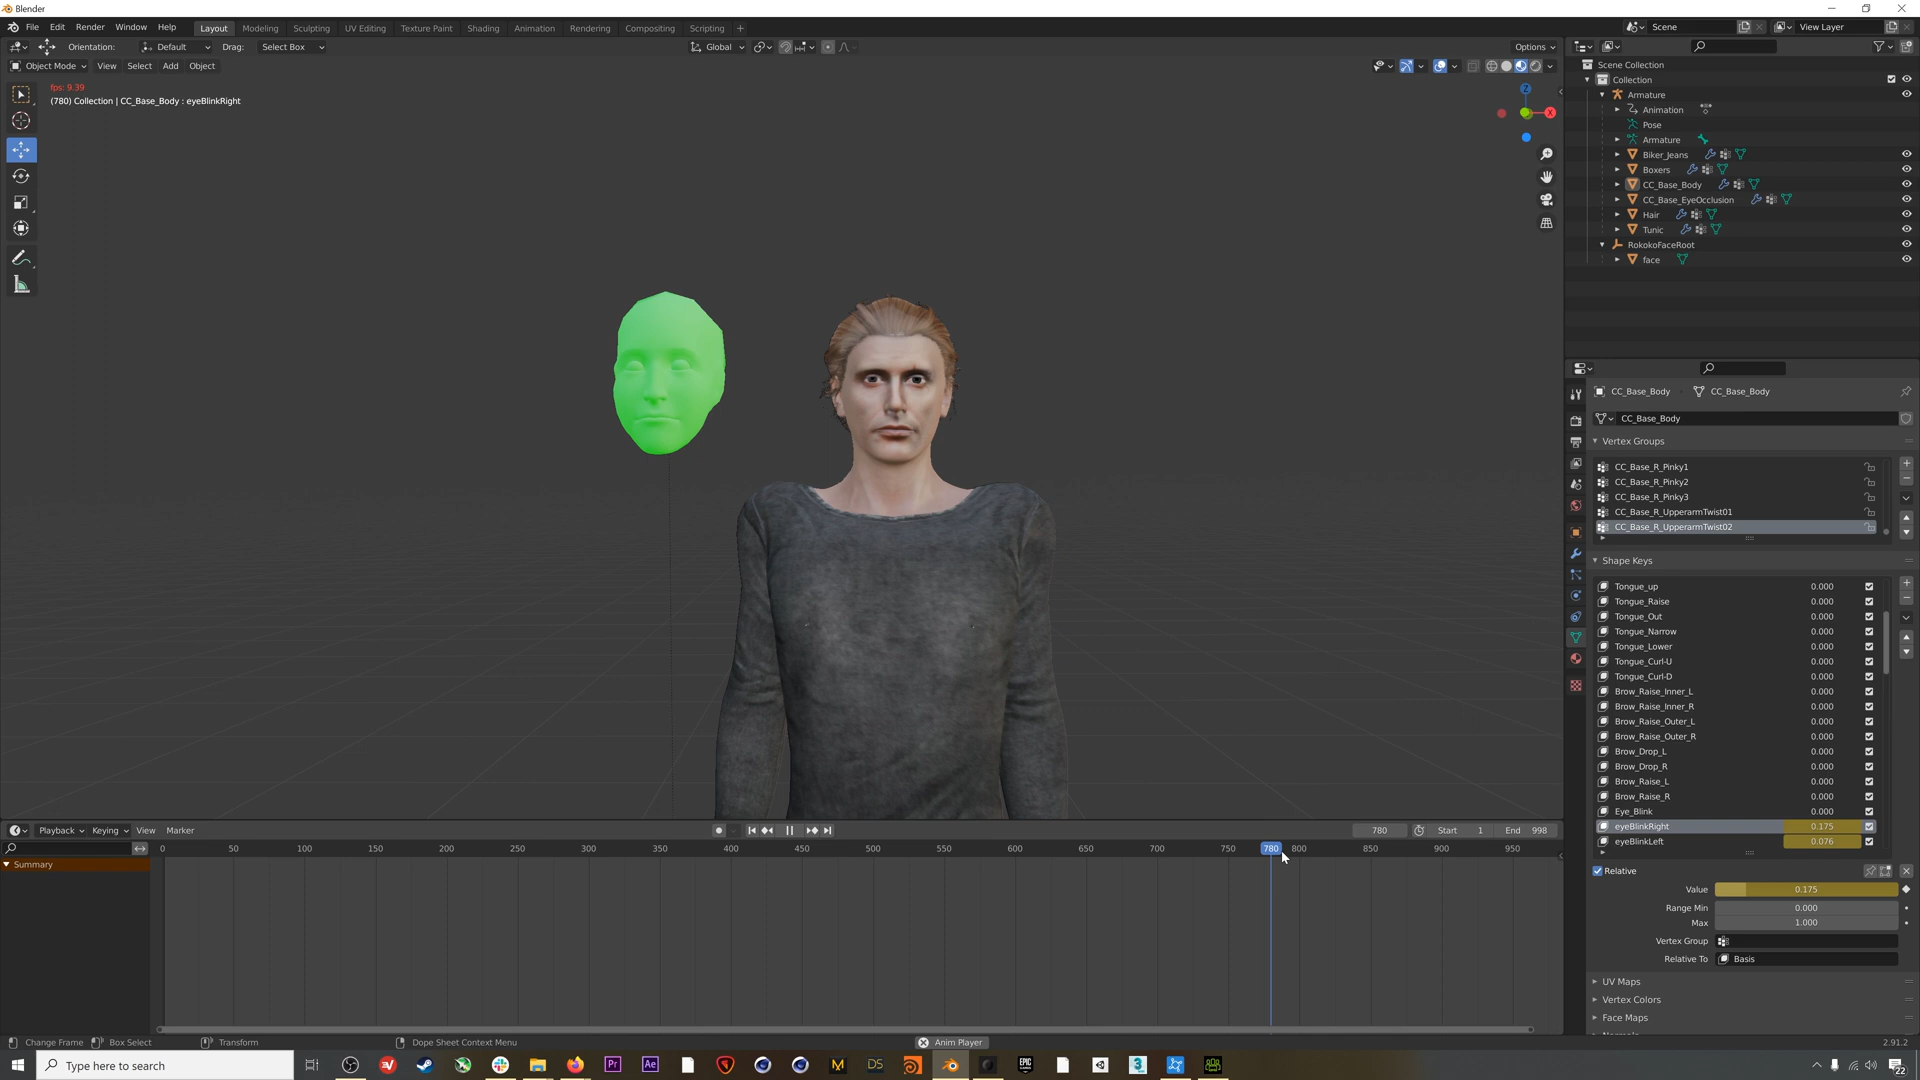 Blender
File Edit Render Window Help
Layout Modeling Sculpting UV Editing Texture Paint Shading Animation Rendering Compositing Scripting +
Scene
View Layer
Orientation: Default Drag: Select Box
Global
Options
Object Mode View Select Add Object
fps: 9.39
(780) Collection | CC_Base_Body : eyeBlinkRight
Z
X
Scene Collection
Collection
Armature
Animation
Pose
Armature
Biker_Jeans
Boxers
CC_Base_Body
CC_Base_EyeOcclusion
Hair
Tunic
RokokoFaceRoot
face
CC_Base_Body CC_Base_Body
CC_Base_Body
Vertex Groups
CC_Base_R_Pinky1
CC_Base_R_Pinky2
CC_Base_R_Pinky3
CC_Base_R_UpperarmTwist01
CC_Base_R_UpperarmTwist02
Shape Keys
Tongue_up 0.000
Tongue_Raise 0.000
Tongue_Out 0.000
Tongue_Narrow 0.000
Tongue_Lower 0.000
Tongue_Curl-U 0.000
Tongue_Curl-D 0.000
Brow_Raise_Inner_L 0.000
Brow_Raise_Inner_R 0.000
Brow_Raise_Outer_L 0.000
Brow_Raise_Outer_R 0.000
Brow_Drop_L 0.000
Brow_Drop_R 0.000
Brow_Raise_L 0.000
Brow_Raise_R 0.000
Eye_Blink 0.000
eyeBlinkRight 0.175
eyeBlinkLeft 0.076
Relative
Value 0.175
Range Min 0.000
Max 1.000
Vertex Group
Relative To Basis
UV Maps
Vertex Colors
Face Maps
Playback Keying View Marker
780 Start 1 End 998
0 50 100 150 200 250 300 350 400 450 500 550 600 650 700 750 780 800 850 900 950
Summary
Change Frame Box Select Transform Dope Sheet Context Menu Anim Player 2.91.2
Type here to search
Pr Ae DS EPIC GAMES 3
22